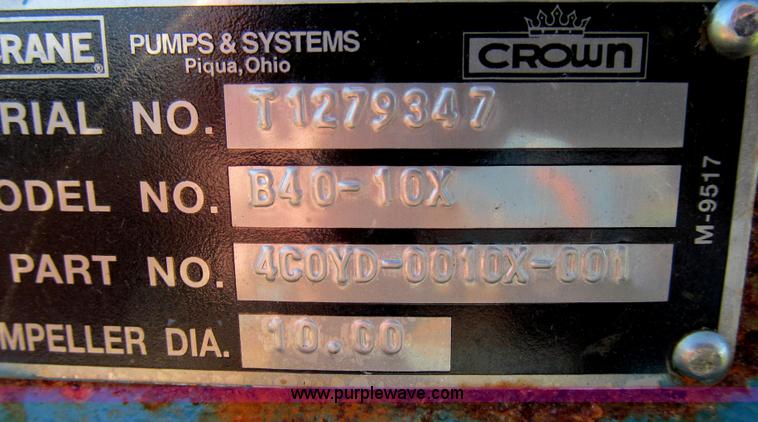 RANE® PUMPS & SYSTEMS CROWN
Piqua, Ohio
RIAL NO. T1279347
ODEL NO. B40-10X
PART NO. 4C0YD-0010X-001
MPELLER DIA. 10.00
M-9517
www.purplewave.com